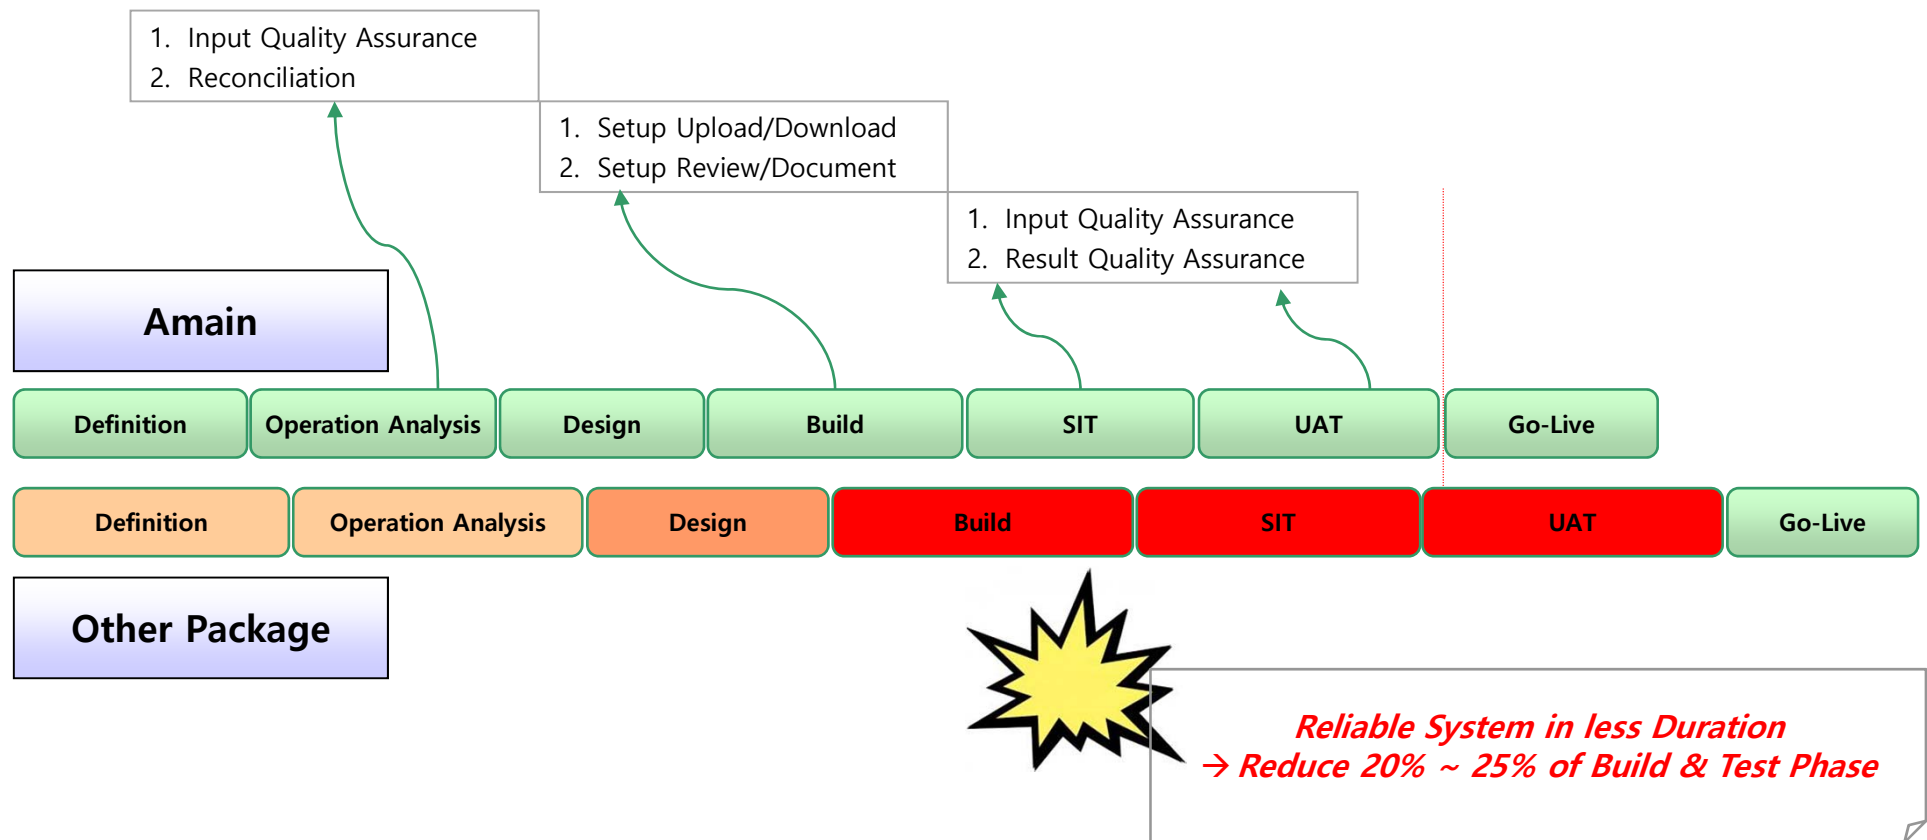 1. Input Quality Assurance
2. Reconciliation
1. Setup Upload/Download
2. Setup Review/Document
1. Input Quality Assurance
2. Result Quality Assurance
Amain
Definition
Operation Analysis
Design
Build
SIT
UAT
Go-Live
Definition
Operation Analysis
Design
Build
SIT
UAT
Go-Live
Other Package
Reliable System in less Duration
→ Reduce 20% ~ 25% of Build & Test Phase